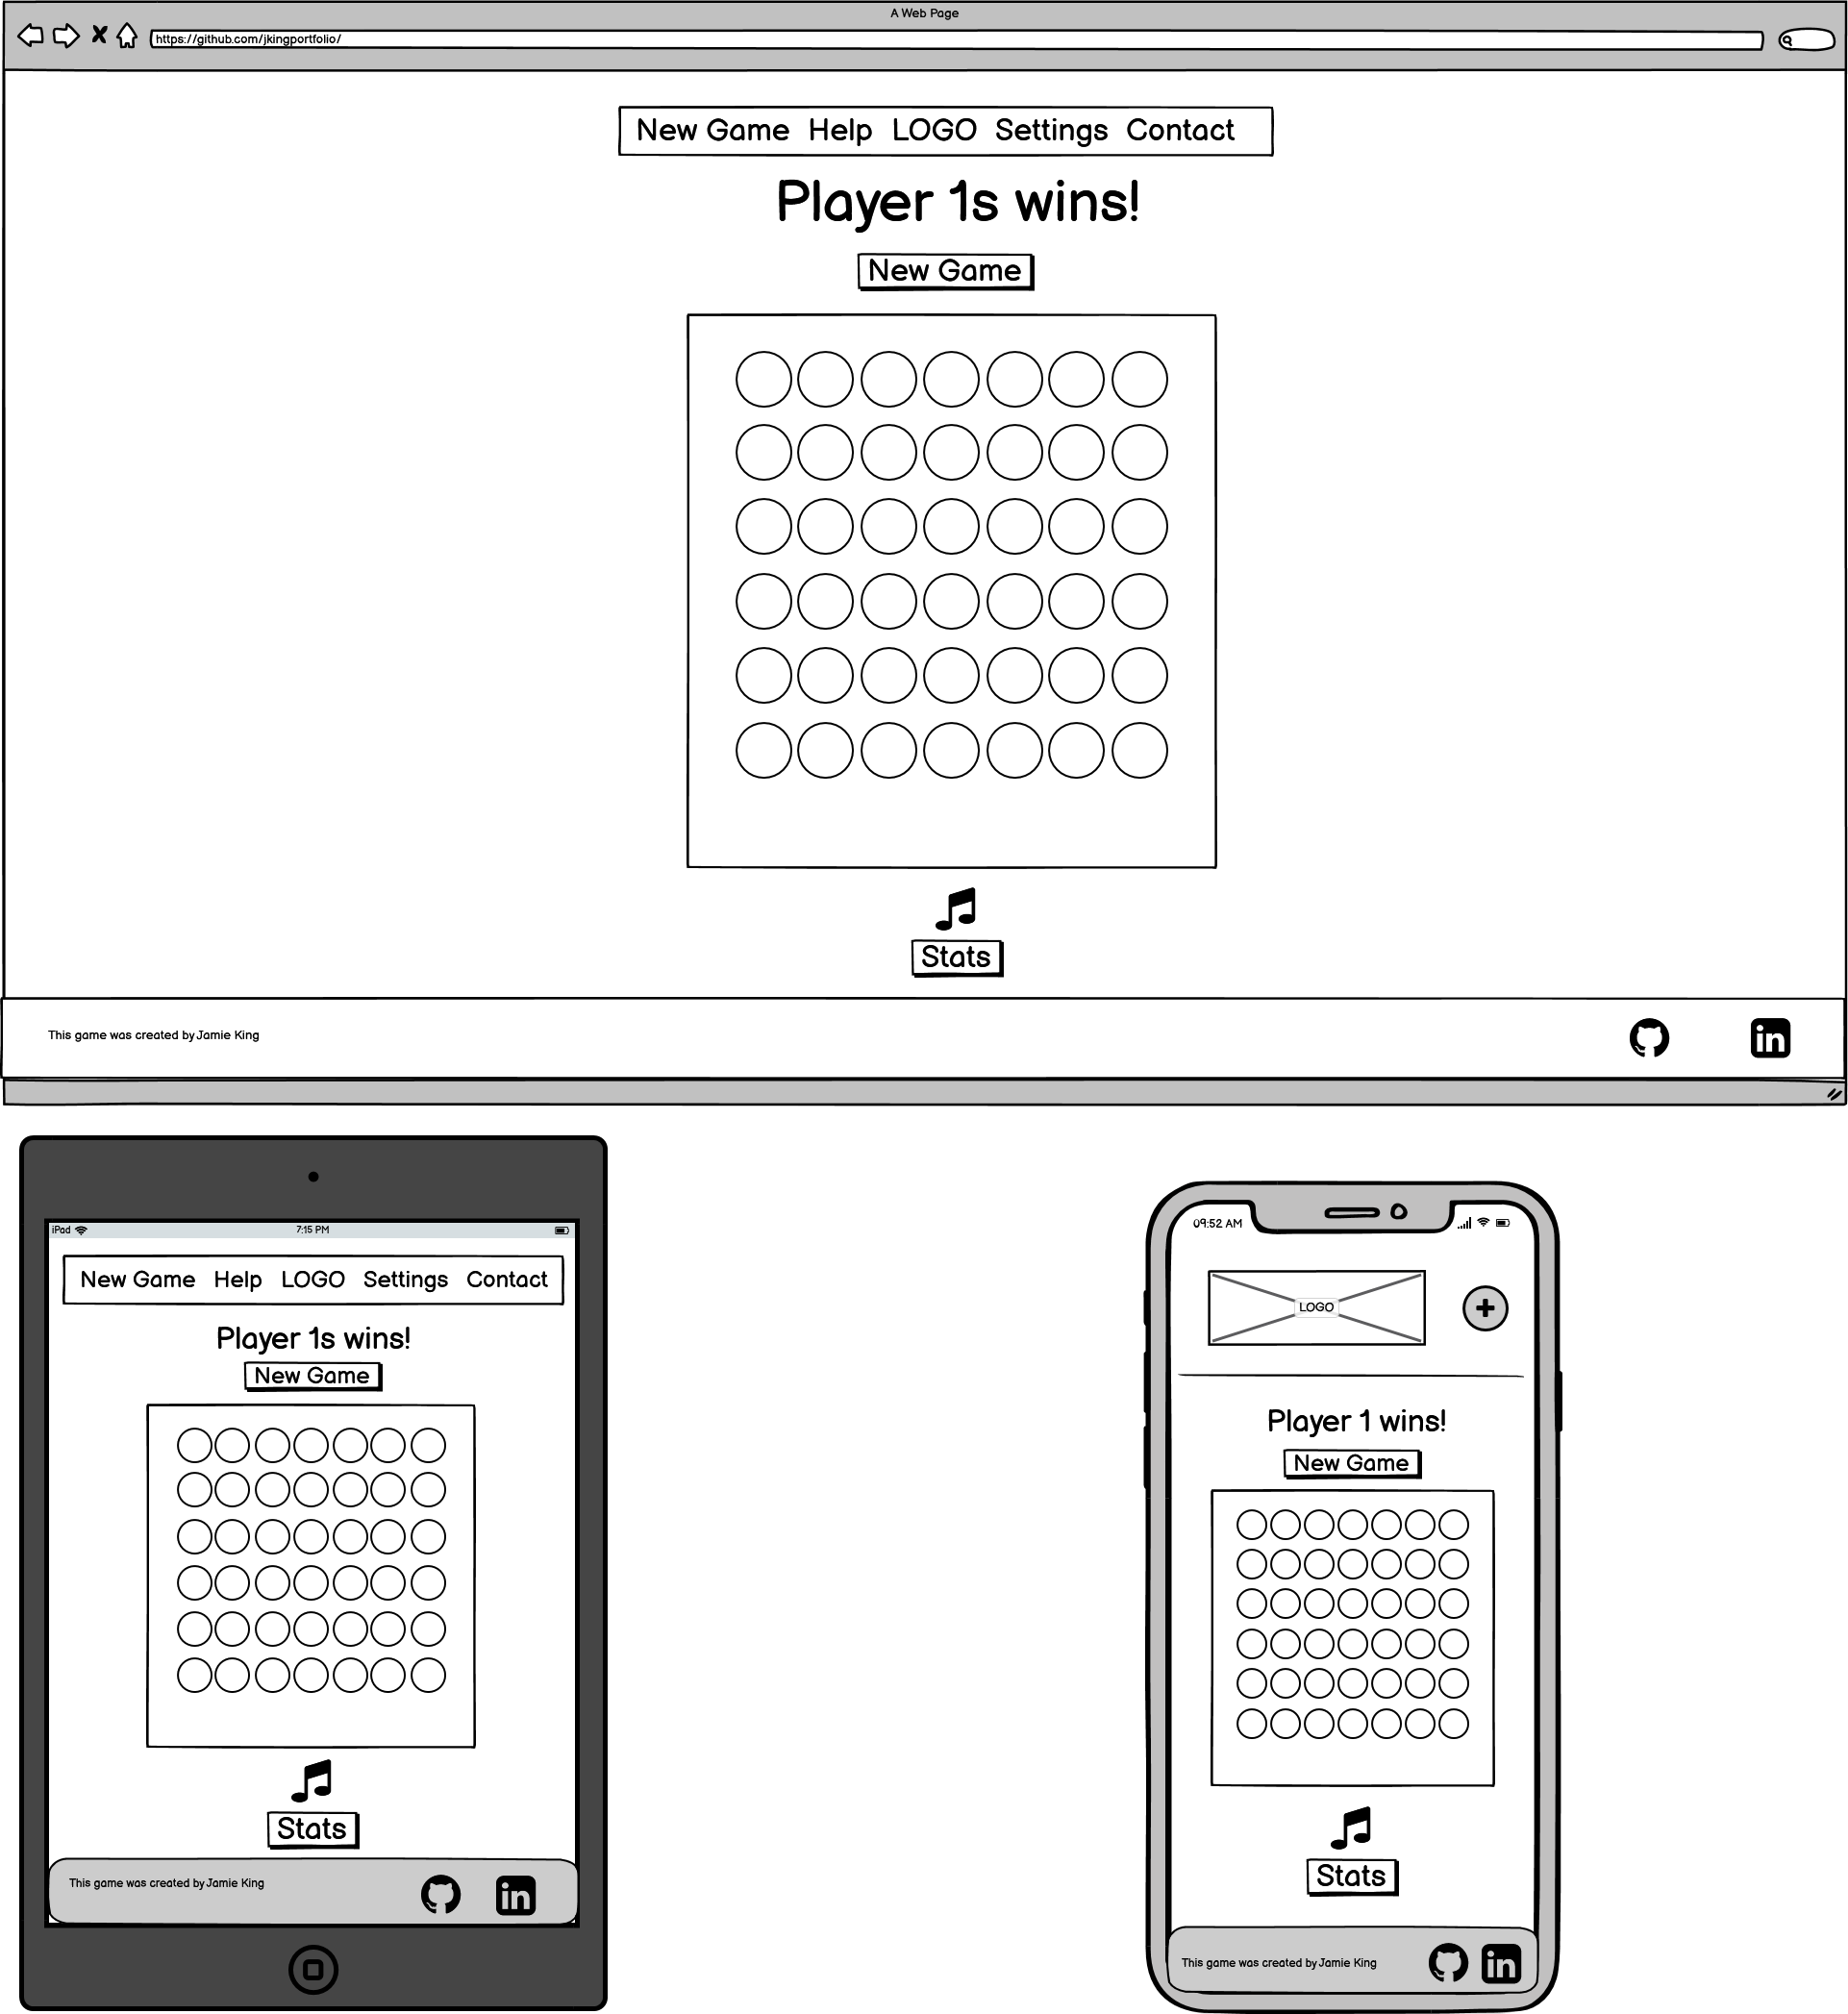 A Web Page
https://github.com/jkingportfolio/
New Game Help LOGO Settings Contact
Player 1s wins!
New Game
Stats
This game was created by Jamie King
in
iPad 7:15 PM
New Game Help LOGO Settings Contact
Player 1s wins!
New Game
Stats
This game was created by Jamie King
in
09:52 AM
LOGO
Player 1 wins!
New Game
Stats
This game was created by Jamie King
in